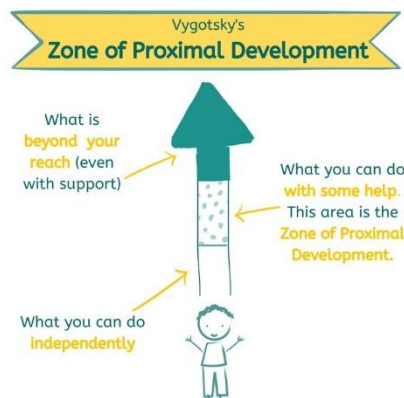 Vygotsky's
Zone of Proximal Development
What is
beyond your
reach (even
with support)
What you can do
with some help.
This area is the
Zone of Proximal
Development.
What you can do
independently